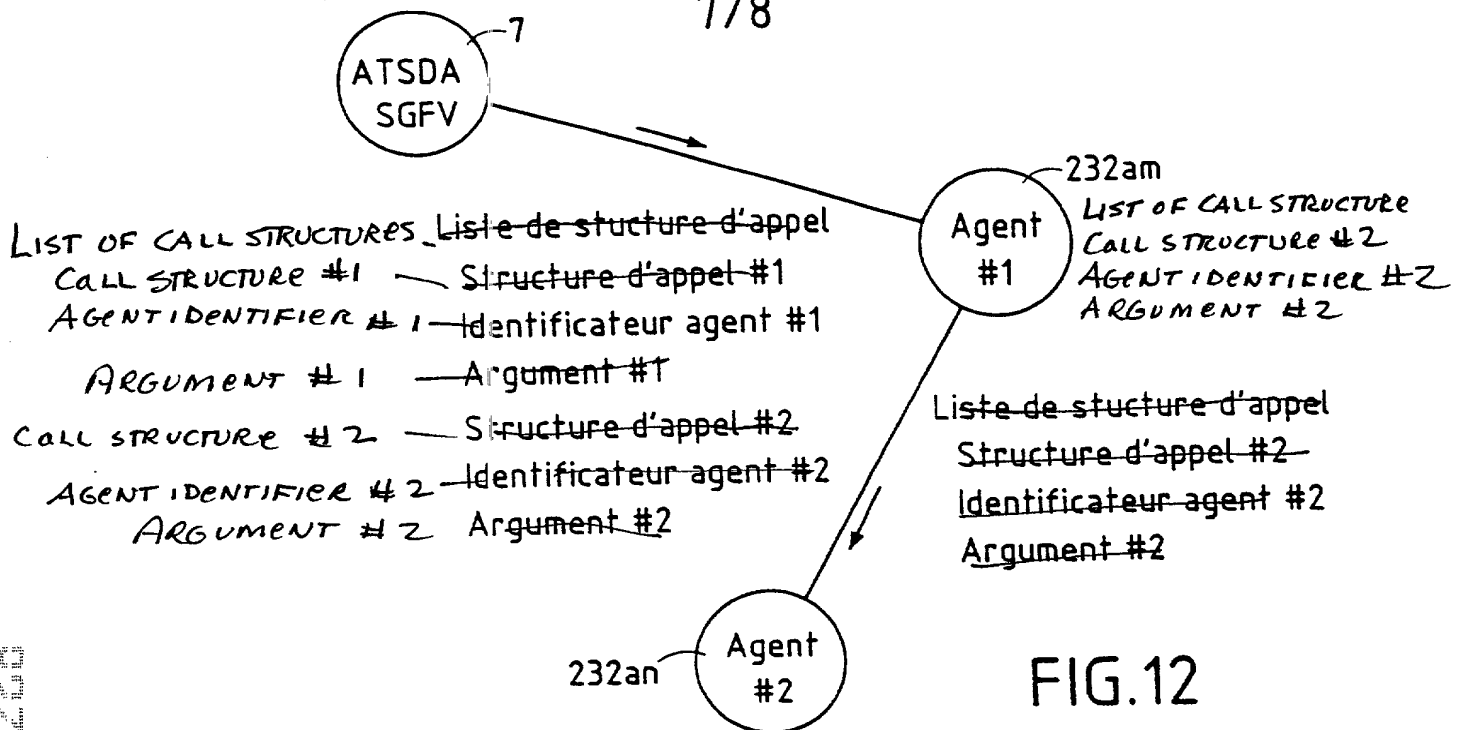 7/8
7
ATSDA
SGFV
232am
Agent
#1
LIST OF CALL STRUCTURE
CALL STRUCTURE #2
AGENT IDENTIFIER #2
ARGUMENT #2
LIST OF CALL STRUCTURES Liste de stucture d'appel
CALL STRUCTURE #1 Structure d'appel #1
AGENT IDENTIFIER #1 Identificateur agent #1
ARGUMENT #1 Argument #1
CALL STRUCTURE #2 Structure d'appel #2
AGENT IDENTIFIER #2 Identificateur agent #2
ARGUMENT #2 Argument #2
Liste de stucture d'appel
Structure d'appel #2
Identificateur agent #2
Argument #2
232an
Agent
#2
FIG.12